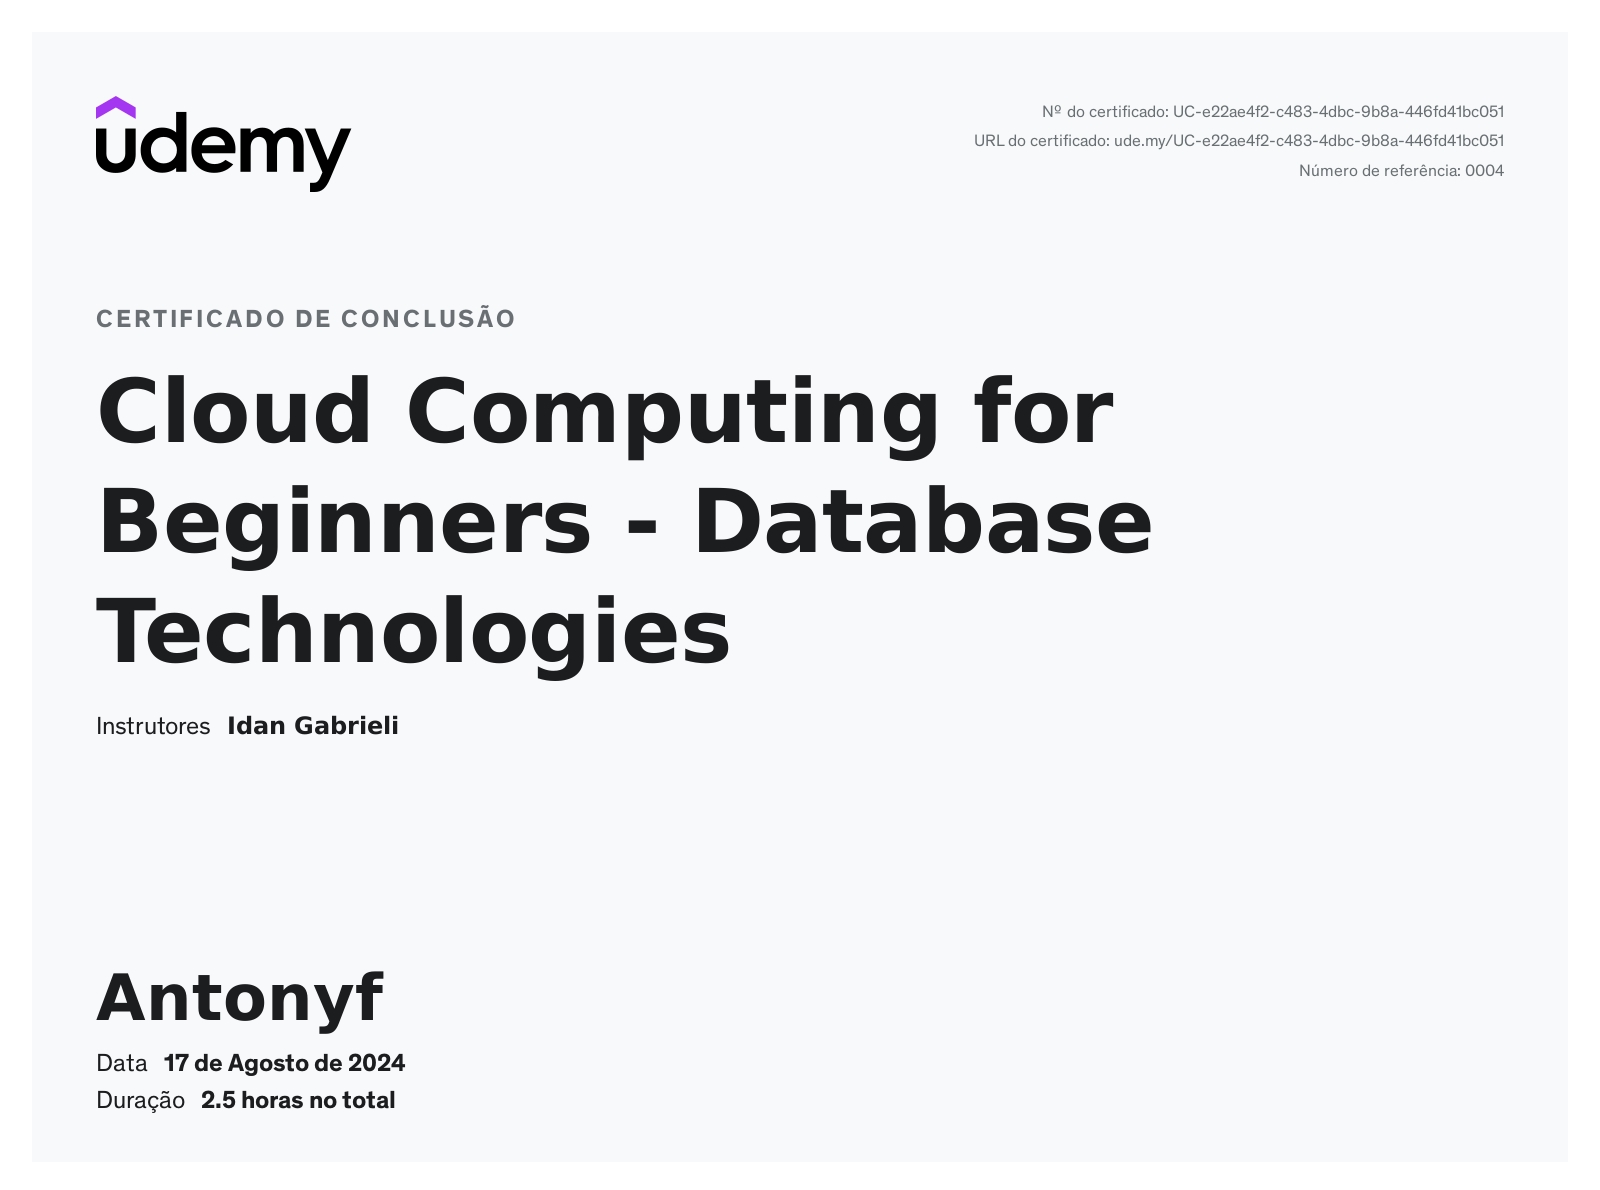 udemy
Nº do certificado: UC-e22ae4f2-c483-4dbc-9b8a-446fd41bc051
URL do certificado: ude.my/UC-e22ae4f2-c483-4dbc-9b8a-446fd41bc051
Número de referência: 0004
CERTIFICADO DE CONCLUSÃO
Cloud Computing for
Beginners - Database
Technologies
Instrutores Idan Gabrieli
Antonyf
Data 17 de Agosto de 2024
Duração 2.5 horas no total